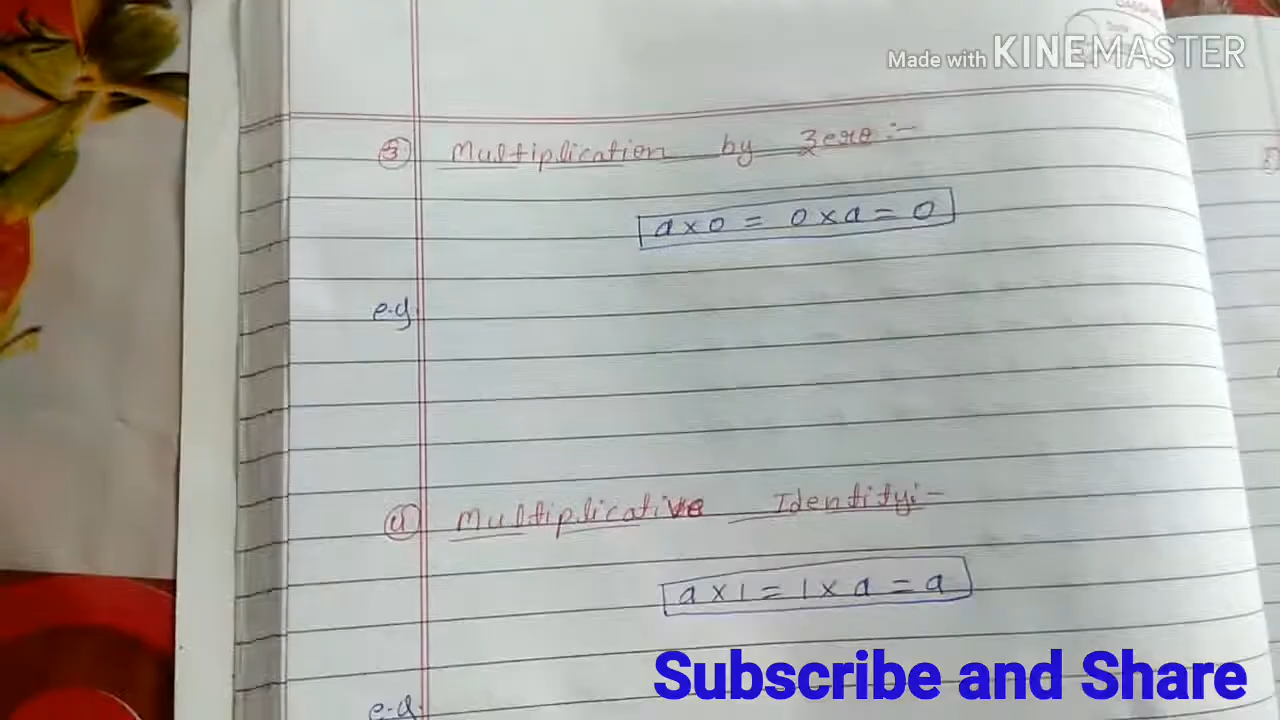 Made with KINEMASTER
③ Multiplication by Zero :-
a x 0 = 0 x a = 0
e.g
④ Multiplicative Identity :-
a x 1 = 1 x a = a
Subscribe and Share
e.g.